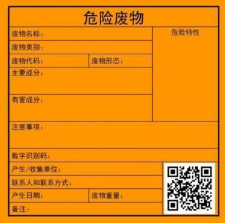 危险废物
废物名称：
危险特性
废物类别：
废物代码：
废物形态：
主要成分：
有害成分：
注意事项：
数字识别码：
产生/收集单位：
联系人和联系方式：
产生日期：
废物重量：
备注：